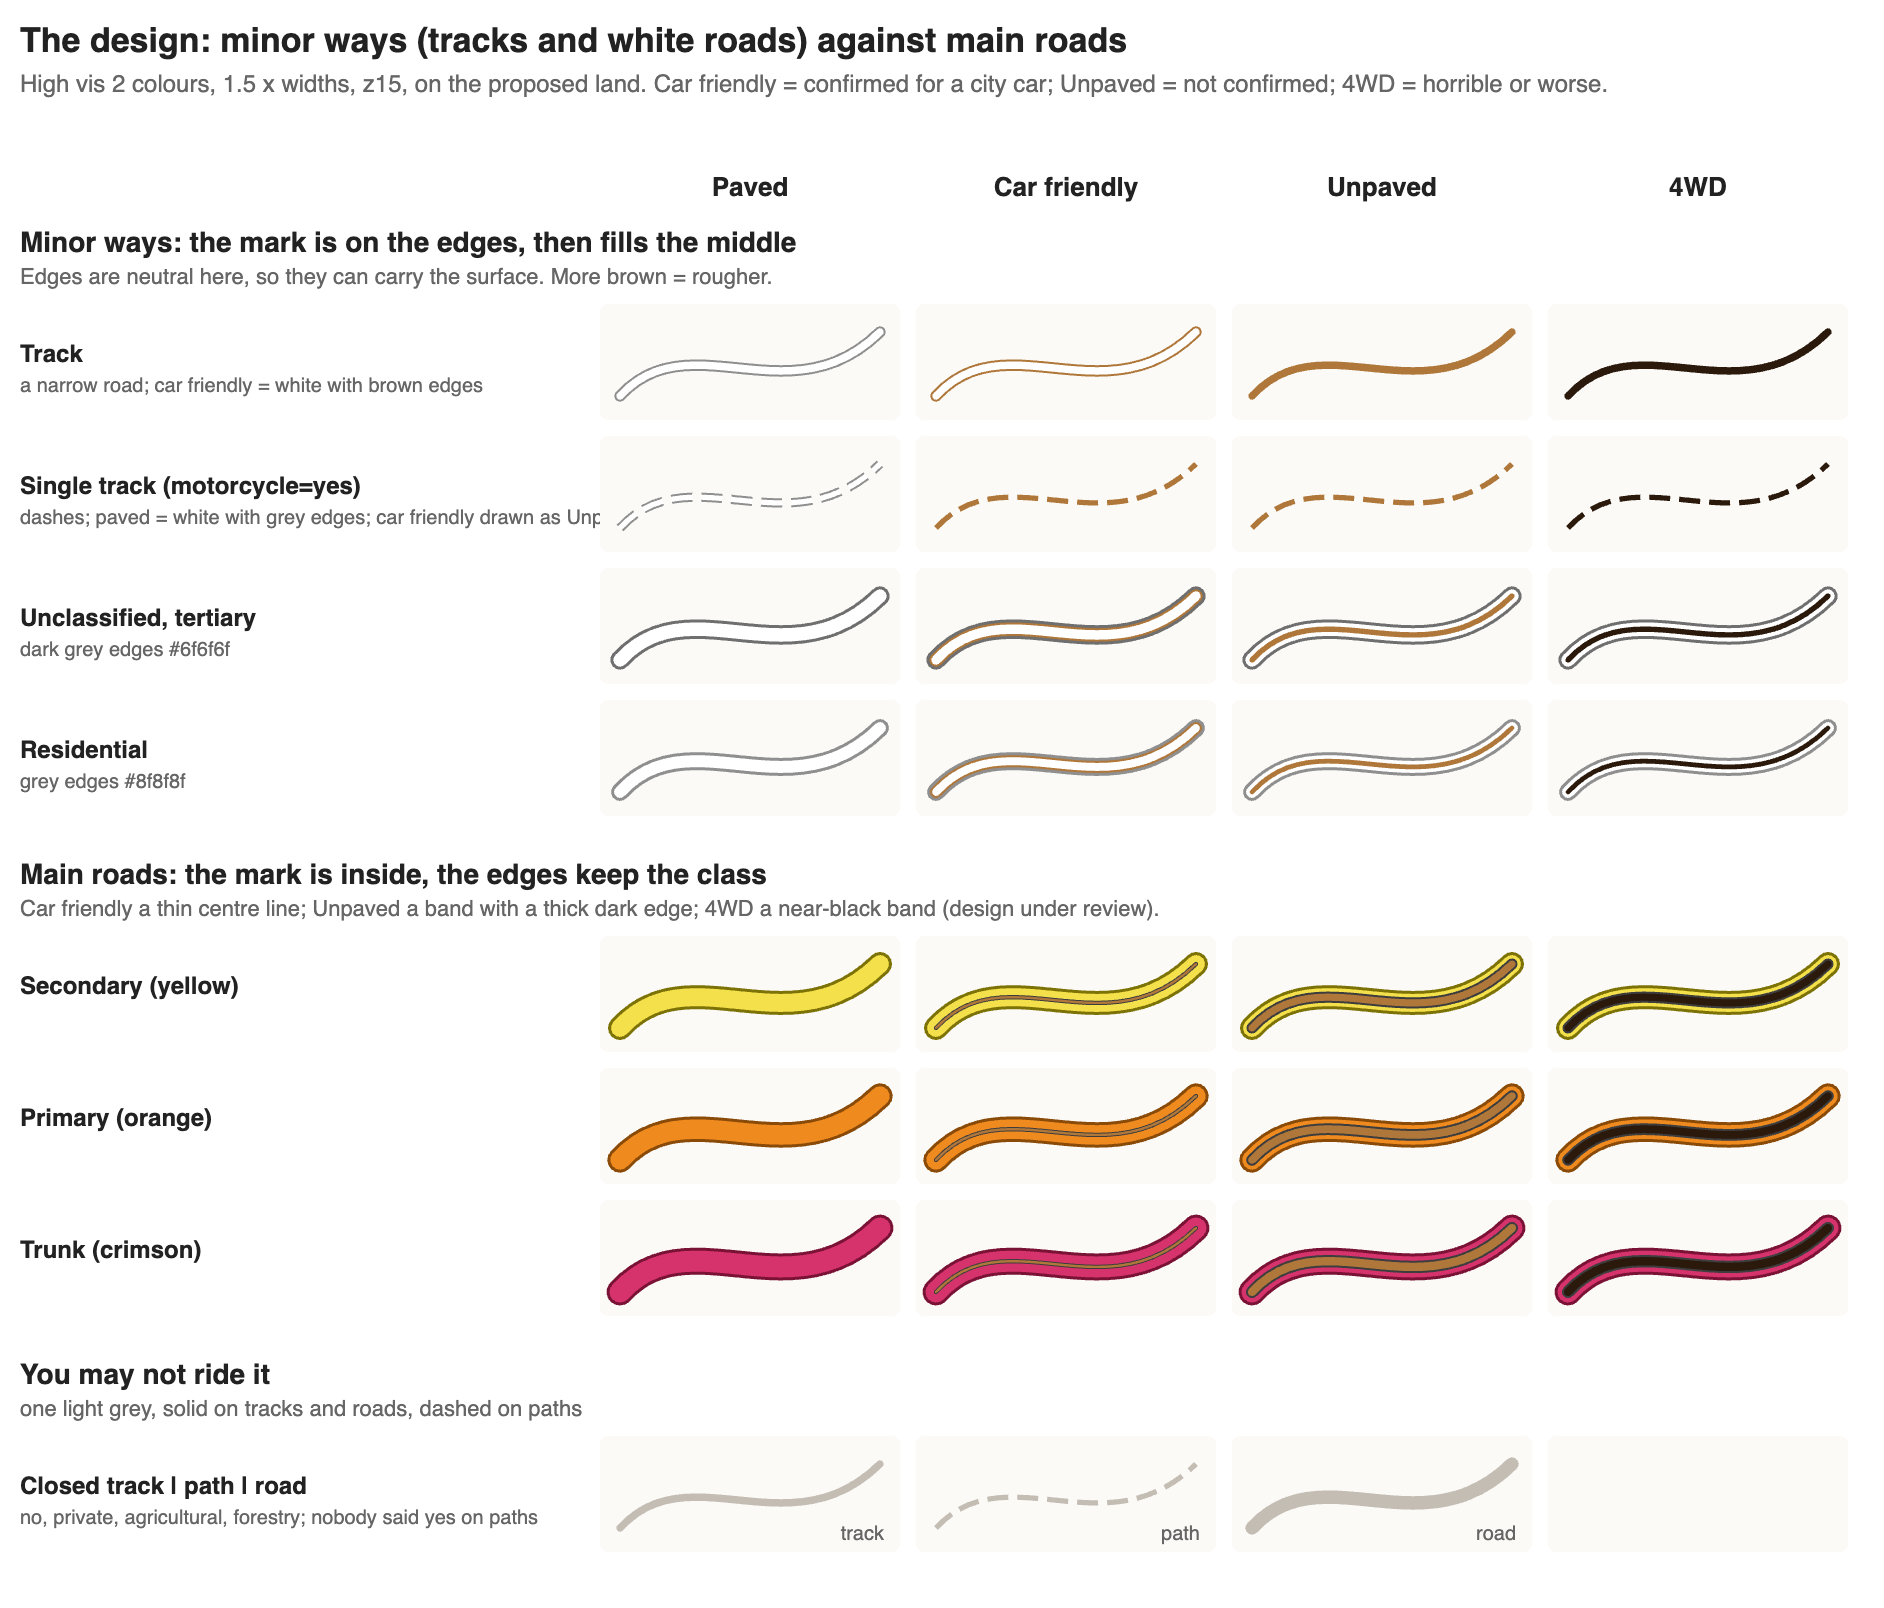 The design: minor ways (tracks and white roads) against main roads
High vis 2 colours, 1.5 x widths, z15, on the proposed land. Car friendly = confirmed for a city car; Unpaved = not confirmed; 4WD = horrible or worse.
Paved Car friendly Unpaved 4WD
Minor ways: the mark is on the edges, then fills the middle
Edges are neutral here, so they can carry the surface. More brown = rougher.
Track
a narrow road; car friendly = white with brown edges
Single track (motorcycle=yes)
dashes; paved = white with grey edges; car friendly drawn as Unp
Unclassified, tertiary
dark grey edges #6f6f6f
Residential
grey edges #8f8f8f
Main roads: the mark is inside, the edges keep the class
Car friendly a thin centre line; Unpaved a band with a thick dark edge; 4WD a near-black band (design under review).
Secondary (yellow)
Primary (orange)
Trunk (crimson)
You may not ride it
one light grey, solid on tracks and roads, dashed on paths
Closed track | path | road
no, private, agricultural, forestry; nobody said yes on paths
track path road